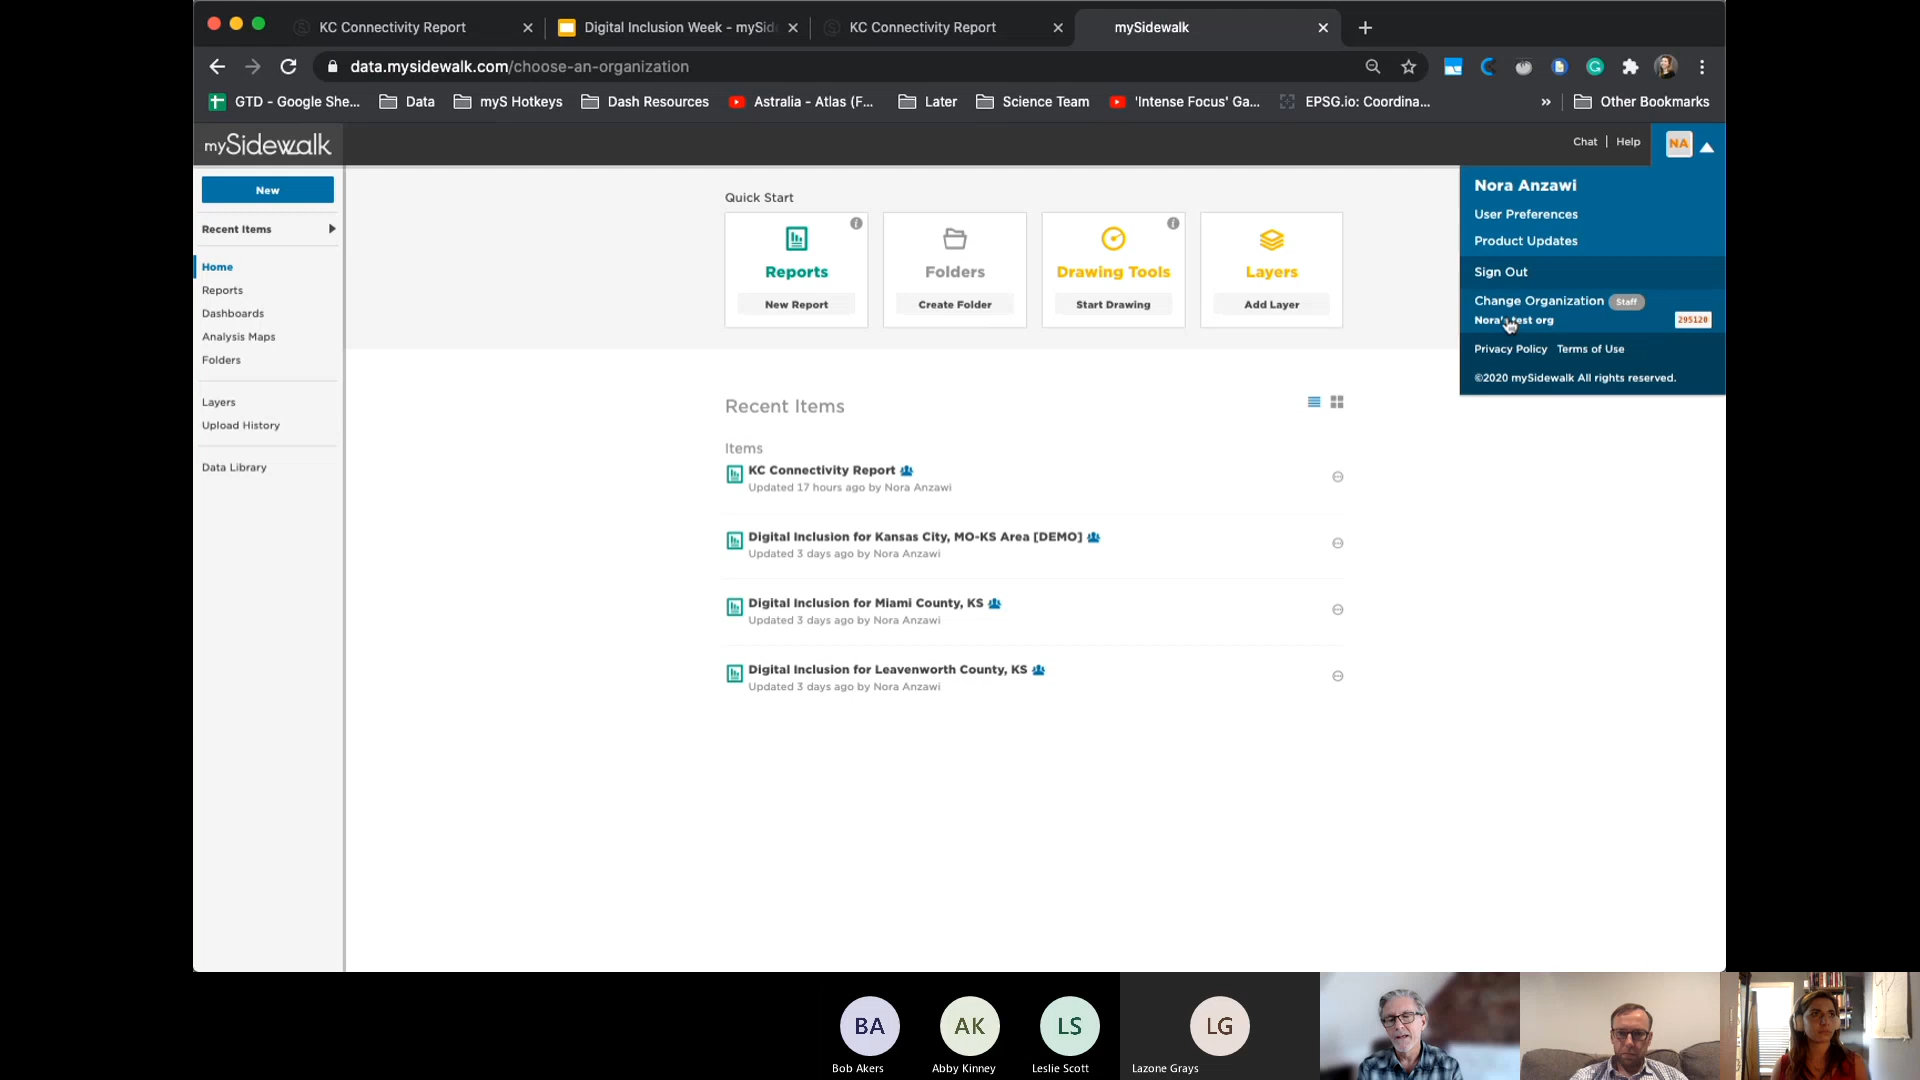 KC Connectivity Report
Digital Inclusion Week - mySid
KC Connectivity Report
mySidewalk
data.mysidewalk.com/choose-an-organization
GTD - Google She...
Data
myS Hotkeys
Dash Resources
Astralia - Atlas (F...
Later
Science Team
'Intense Focus' Ga...
EPSG.io: Coordina...
»
Other Bookmarks
mySidewalk
Chat | Help
NA
New
Recent Items
Home
Reports
Dashboards
Analysis Maps
Folders
Layers
Upload History
Data Library
Quick Start
Reports
New Report
Folders
Create Folder
Drawing Tools
Start Drawing
Layers
Add Layer
Nora Anzawi
User Preferences
Product Updates
Sign Out
Change Organization Staff
Nora's test org 295120
Privacy Policy Terms of Use
©2020 mySidewalk All rights reserved.
Recent Items
Items
KC Connectivity Report
Updated 17 hours ago by Nora Anzawi
Digital Inclusion for Kansas City, MO-KS Area [DEMO]
Updated 3 days ago by Nora Anzawi
Digital Inclusion for Miami County, KS
Updated 3 days ago by Nora Anzawi
Digital Inclusion for Leavenworth County, KS
Updated 3 days ago by Nora Anzawi
BA
Bob Akers
AK
Abby Kinney
LS
Leslie Scott
LG
Lazone Grays